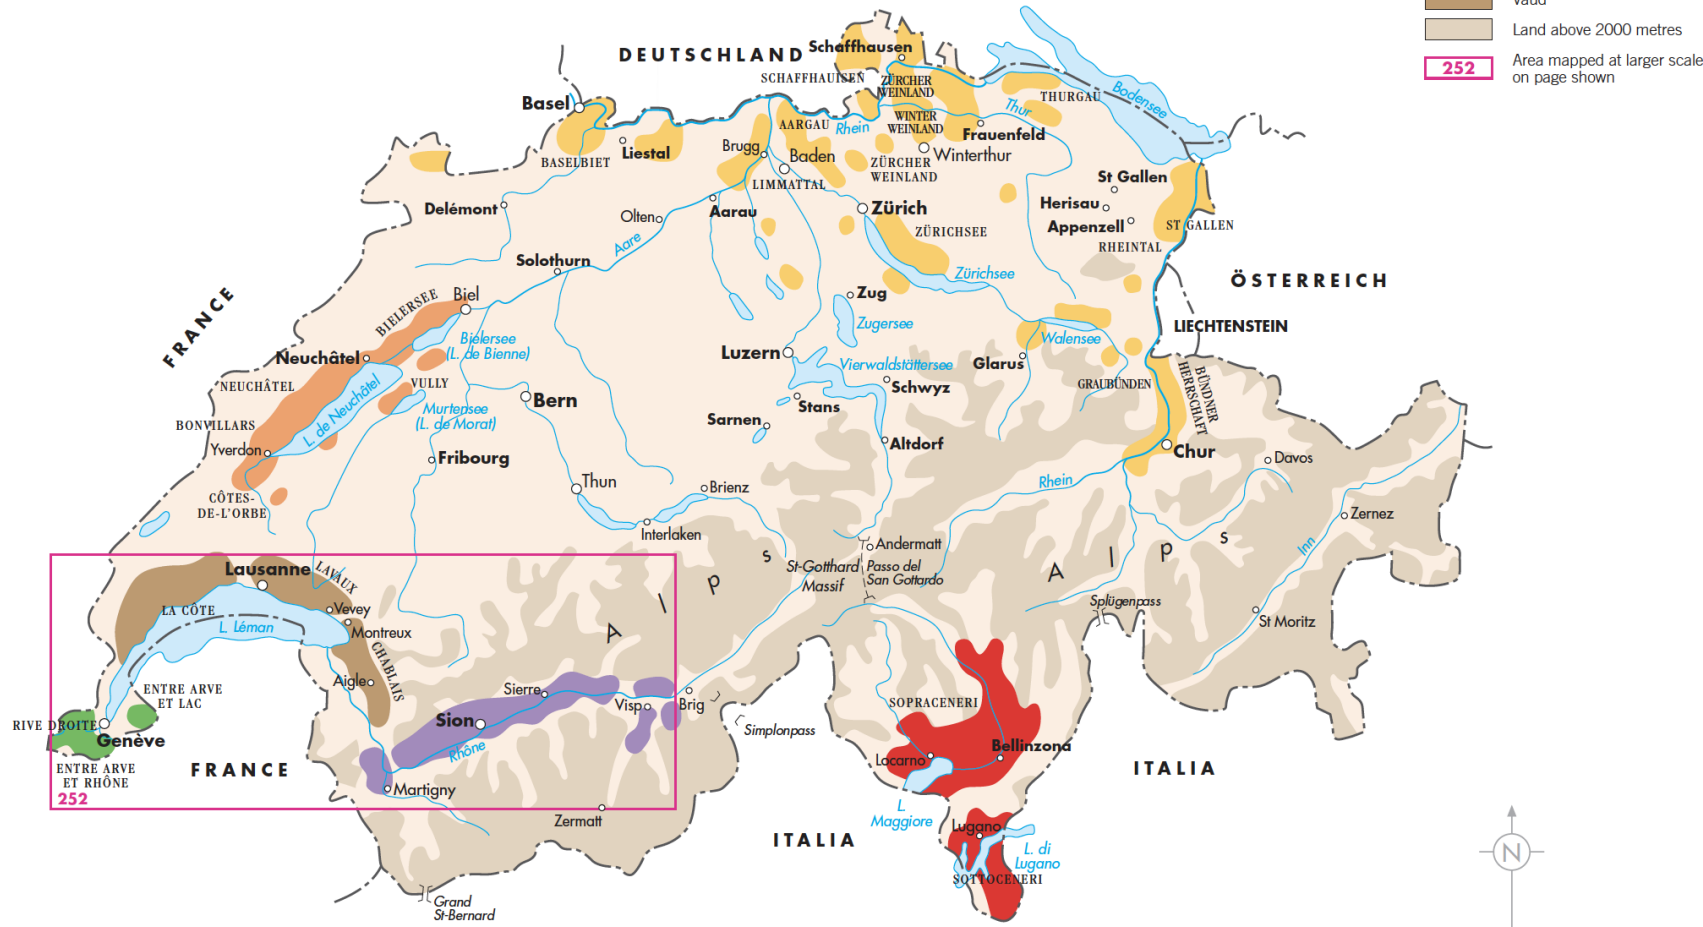 Vaud
Land above 2000 metres
252
Area mapped at larger scale
on page shown
DEUTSCHLAND
Schaffhausen
SCHAFFHAUSEN
ZÜRCHER
WEINLAND
THURGAU
Bodensee
Basel
AARGAU
Rhein
WINTER
WEINLAND
Thur
Frauenfeld
BASELBIET
Liestal
Brugg
Baden
ZÜRCHER
WEINLAND
Winterthur
LIMMATTAL
St Gallen
Delémont
Olten
Aarau
Zürich
Herisau
Appenzell
ST GALLEN
RHEINTAL
ZÜRICHSEE
Aare
Solothurn
Zürichsee
ÖSTERREICH
FRANCE
BIELERSEE
Biel
Zug
Zugersee
LIECHTENSTEIN
Bielersee
(L. de Bienne)
Neuchâtel
Luzern
Vierwaldstättersee
Glarus
Walensee
NEUCHÂTEL
VULLY
Schwyz
GRAUBÜNDEN
BÜNDNER
HERRSCHAFT
L. de Neuchâtel
Murtensee
(L. de Morat)
Bern
Stans
Sarnen
BONVILLARS
Yverdon
Fribourg
Altdorf
Chur
Davos
CÔTES-
DE-L'ORBE
Thun
Brienz
Rhein
Interlaken
Zernez
Inn
Andermatt
St-Gotthard
Massif
Passo del
San Gottardo
Alps
Alps
Splügenpass
St Moritz
Lausanne
LAVAUX
LA CÔTE
Vevey
L. Léman
Montreux
CHABLAIS
Aigle
ENTRE ARVE
ET LAC
Sierre
Visp
Brig
SOPRACENERI
RIVE DROITE
Genève
Sion
Rhône
Simplonpass
Bellinzona
Locarno
ENTRE ARVE
ET RHÔNE
252
FRANCE
Martigny
ITALIA
Zermatt
ITALIA
L.
Maggiore
Lugano
L. di
Lugano
SOTTOCENERI
Grand
St-Bernard
N